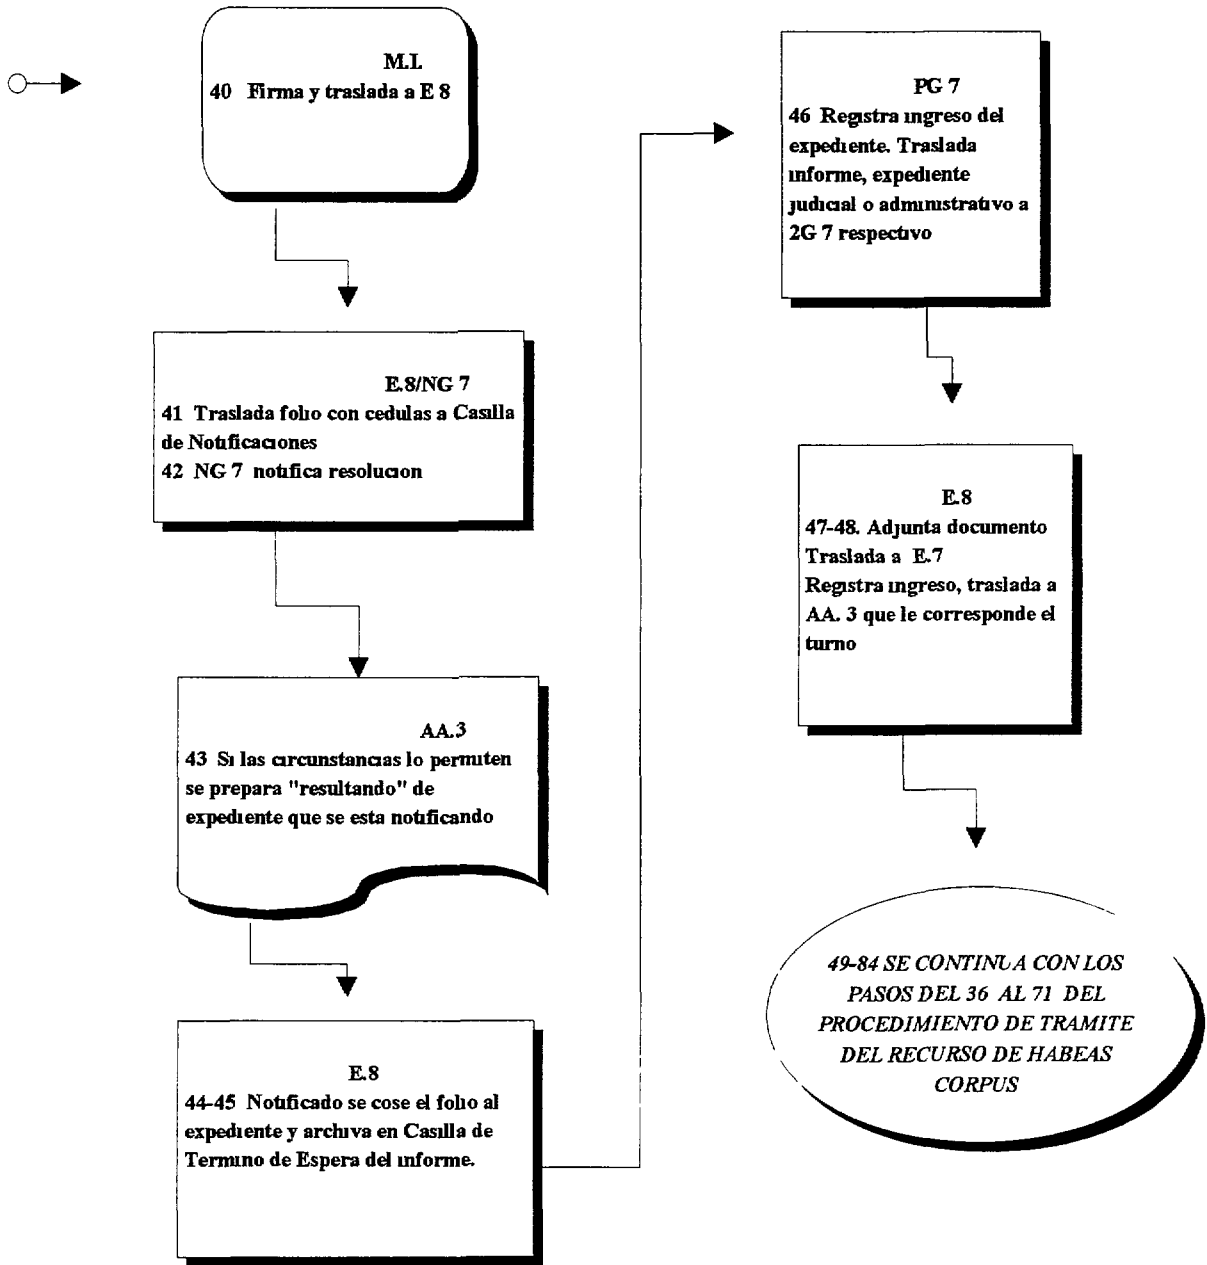 M.I.
40 Firma y traslada a E 8
E.8/NG 7
41 Traslada folio con cedulas a Casilla
de Notificaciones
42 NG 7 notifica resolucion
AA.3
43 Si las circunstancias lo permiten
se prepara "resultando" de
expediente que se esta notificando
E.8
44-45 Notificado se cose el folio al
expediente y archiva en Casilla de
Termino de Espera del informe.
PG 7
46 Registra ingreso del
expediente. Traslada
informe, expediente
judicial o administrativo a
2G 7 respectivo
E.8
47-48. Adjunta documento
Traslada a E.7
Registra ingreso, traslada a
AA. 3 que le corresponde el
turno
49-84 SE CONTINUA CON LOS
PASOS DEL 36 AL 71 DEL
PROCEDIMIENTO DE TRAMITE
DEL RECURSO DE HABEAS
CORPUS